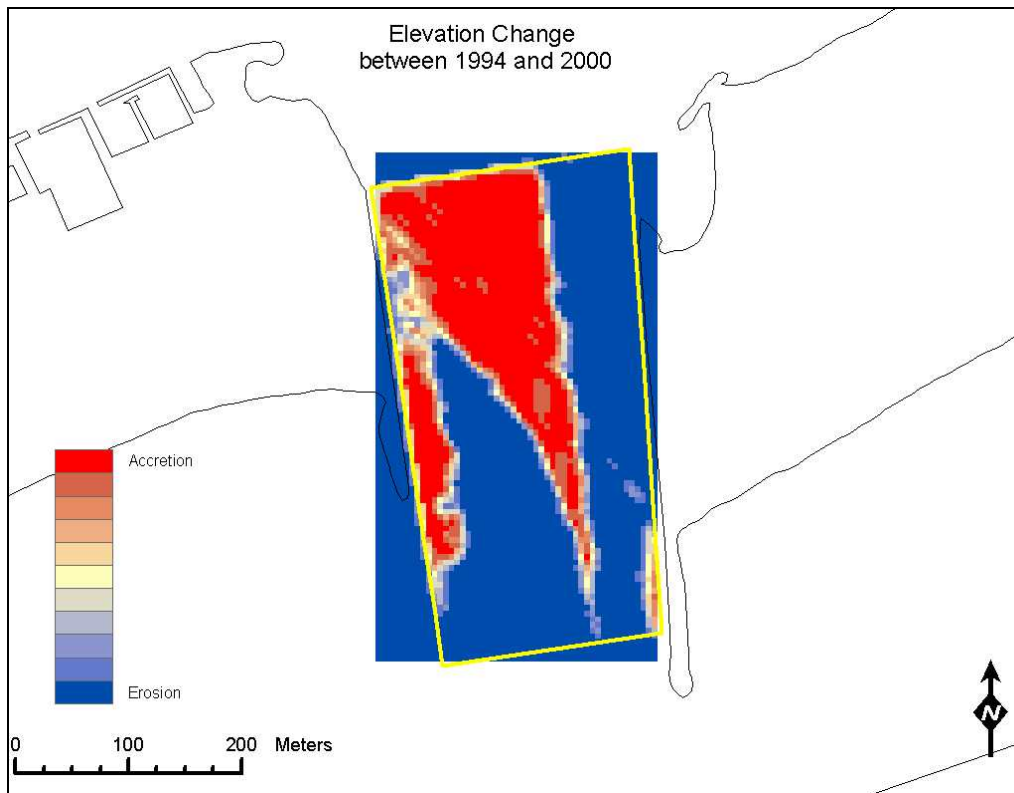 Elevation Change
between 1994 and 2000
Accretion
Erosion
0 100 200 Meters
N